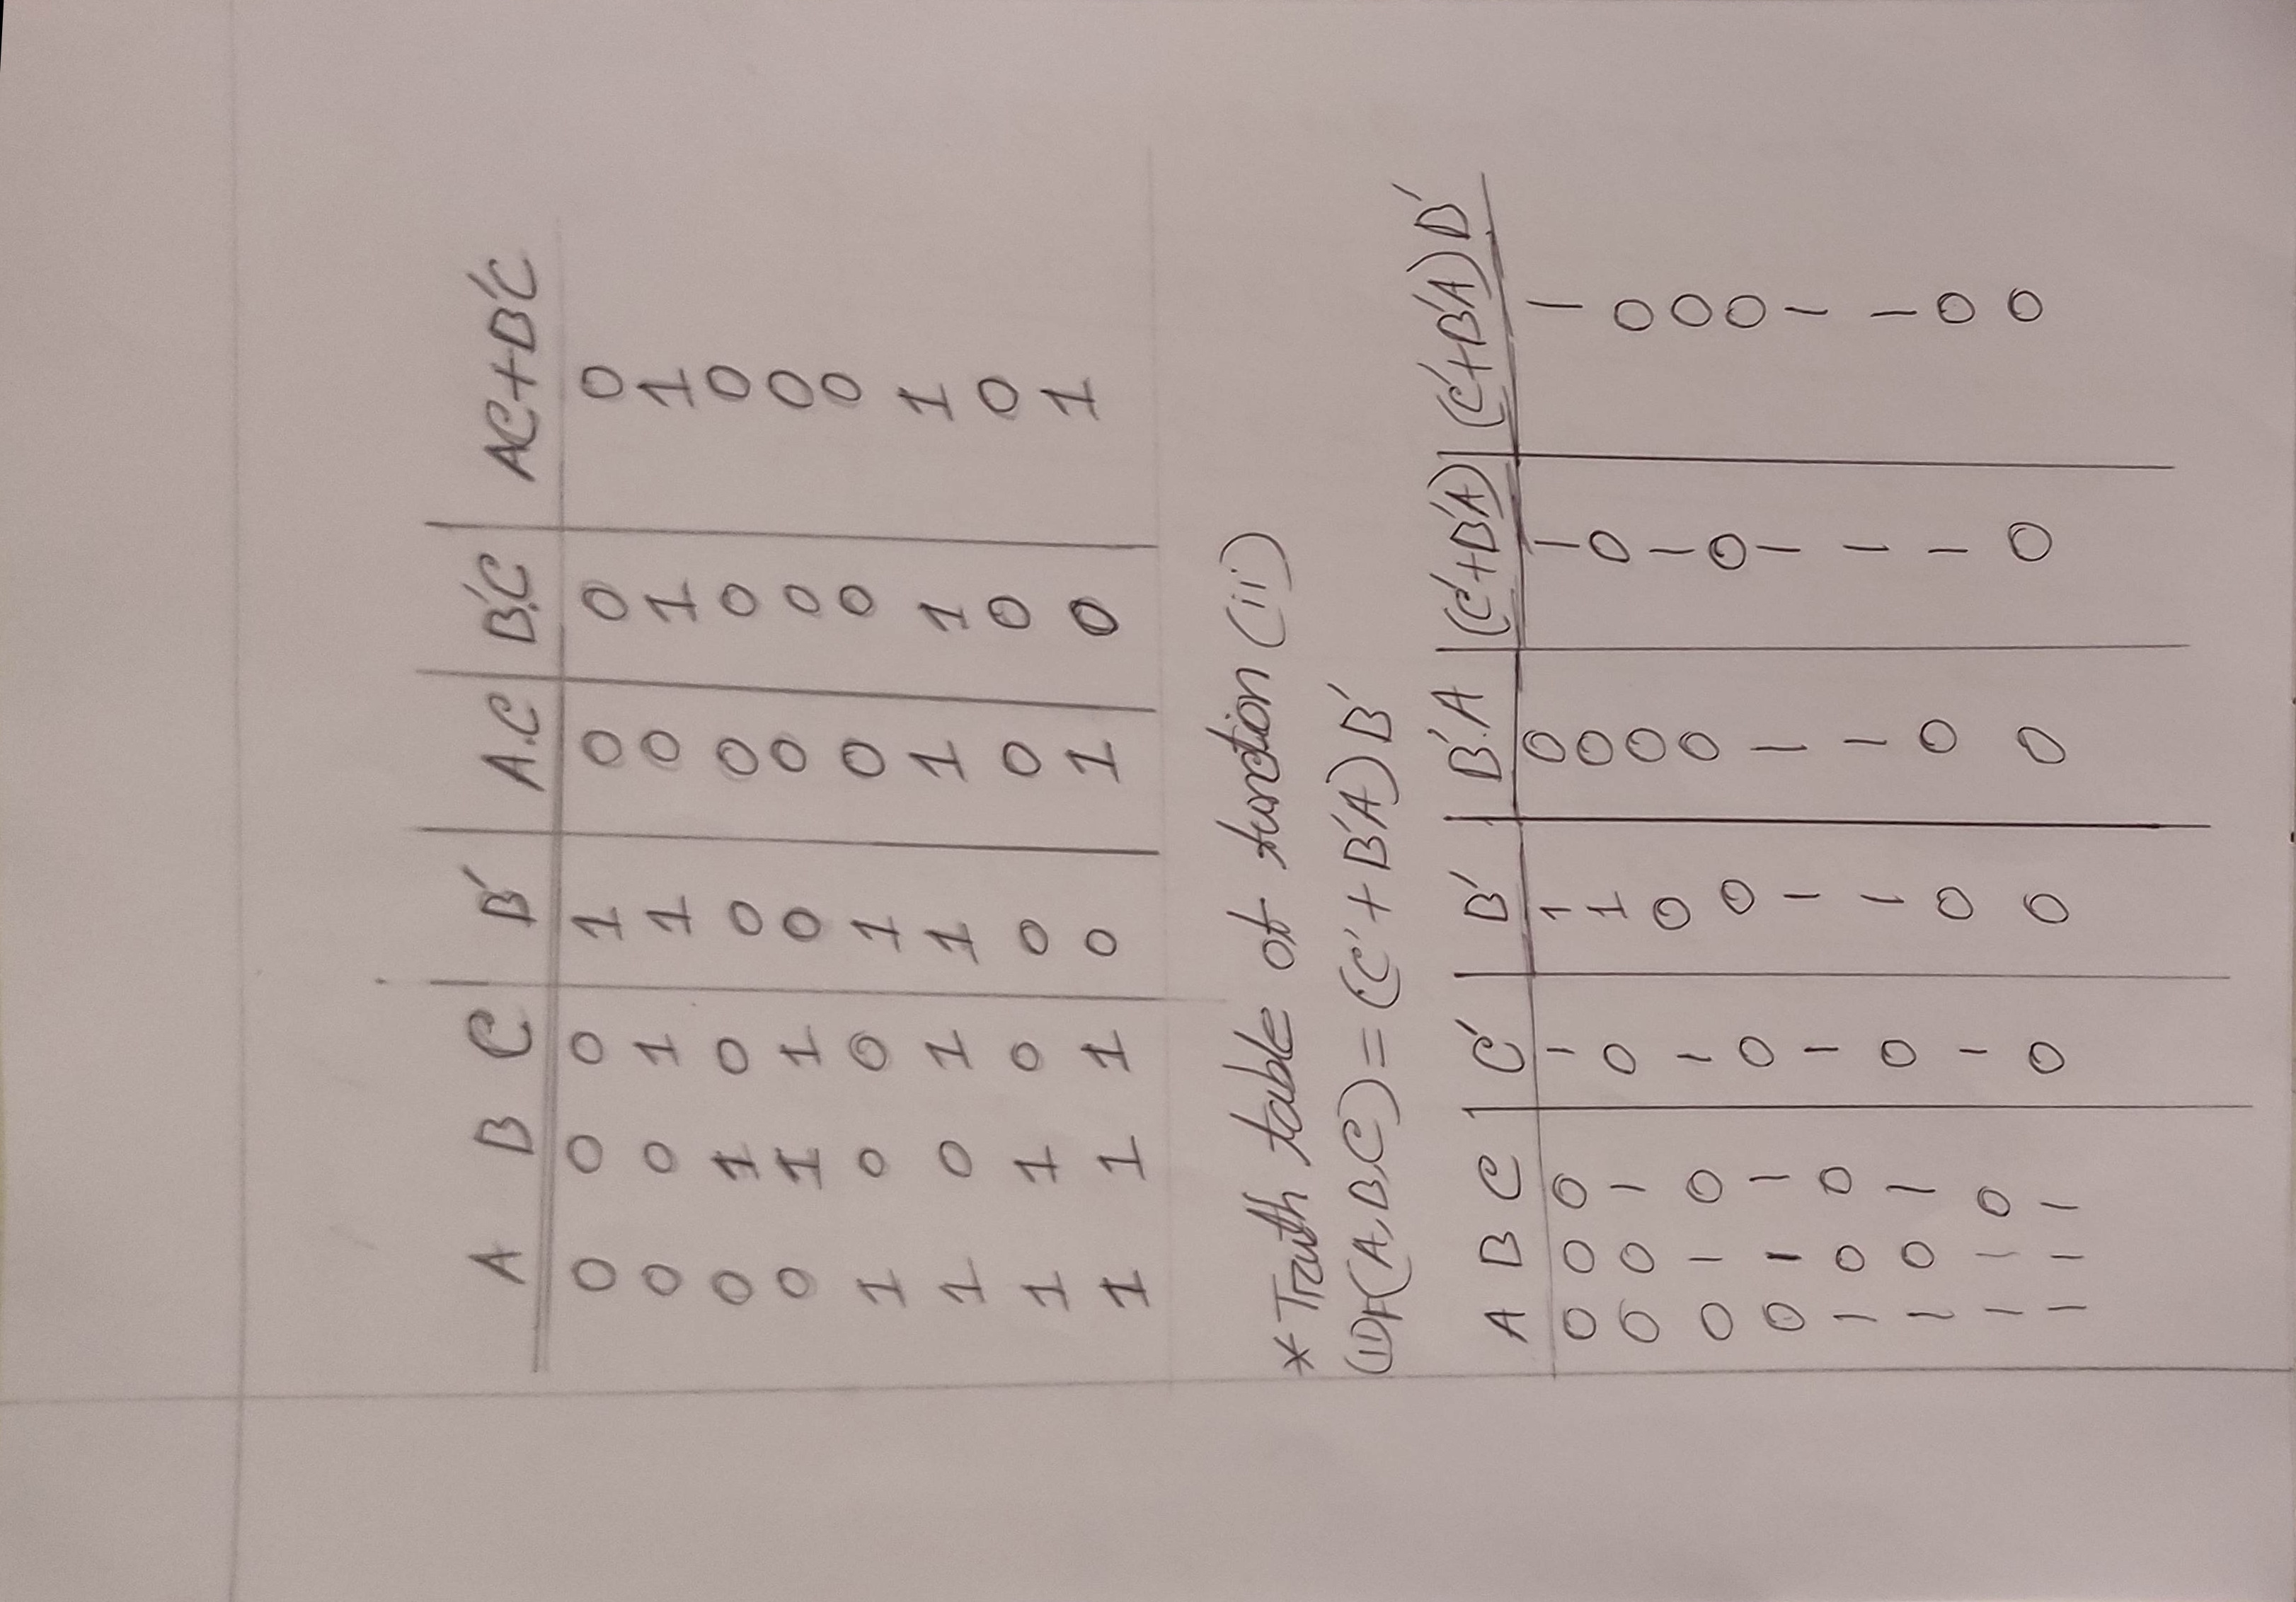 A B C B′ A.C B′.C AC+B′C
0 0 0 1 0 0 0
0 0 1 1 0 1 1
0 1 0 0 0 0 0
0 1 1 0 0 0 0
1 0 0 1 0 0 0
1 0 1 1 1 1 1
1 1 0 0 0 0 0
1 1 1 0 1 0 1
*Truth table of function (ii)
(ii)F(A,B,C) = (C′+B′A)B′
A B C C′ B′ B′.A (C′+B′A) (C′+B′A)B′
0 0 0 1 1 0 1 1
0 0 1 0 1 0 0 0
0 1 0 1 0 0 1 0
0 1 1 0 0 0 0 0
1 0 0 1 1 1 1 1
1 0 1 0 1 1 1 1
1 1 0 1 0 0 1 0
1 1 1 0 0 0 0 0